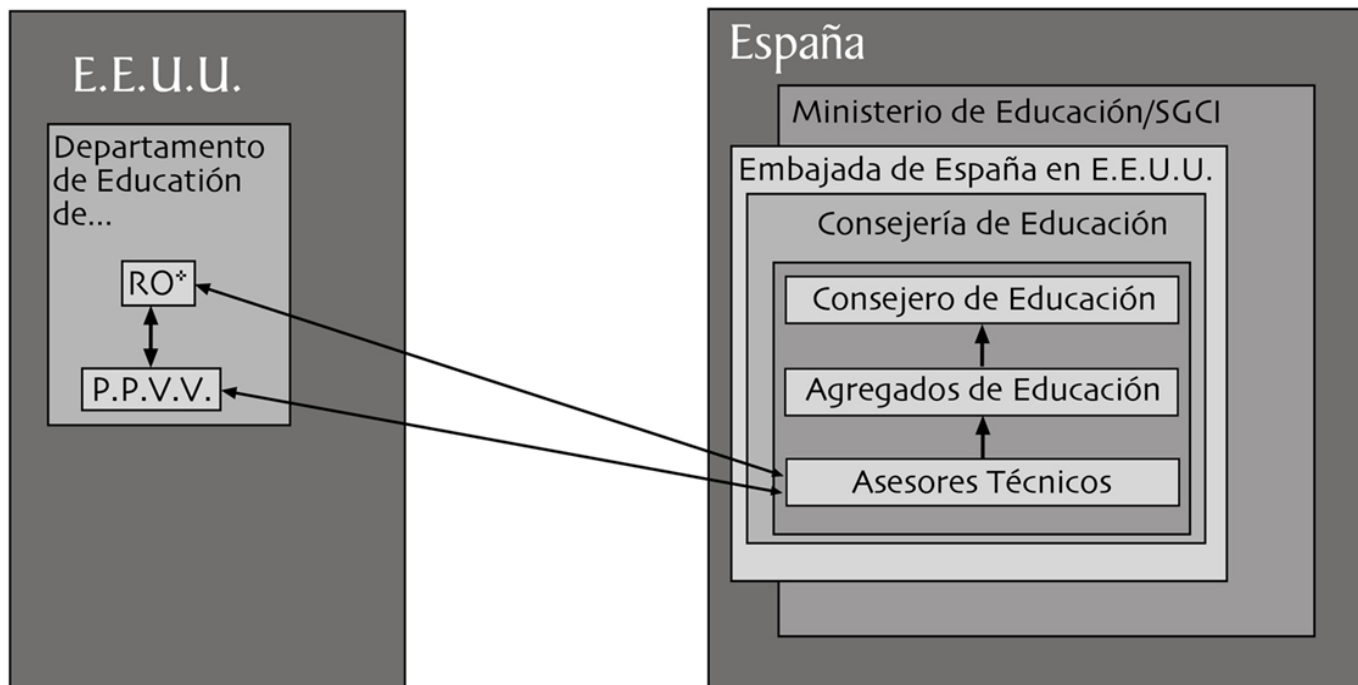 E.E.U.U.
Departamento
de Educatión
de...
RO⁺
P.P.V.V.
España
Ministerio de Educación/SGCI
Embajada de España en E.E.U.U.
Consejería de Educación
Consejero de Educación
Agregados de Educación
Asesores Técnicos